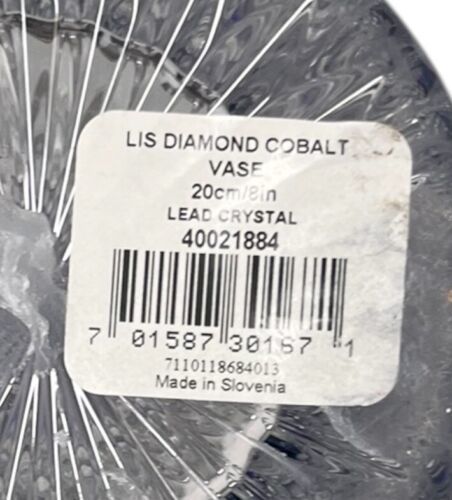 LIS DIAMOND COBALT
VASE
20cm/8in
LEAD CRYSTAL
40021884
7 01587 30167 1
7110118684013
Made in Slovenia